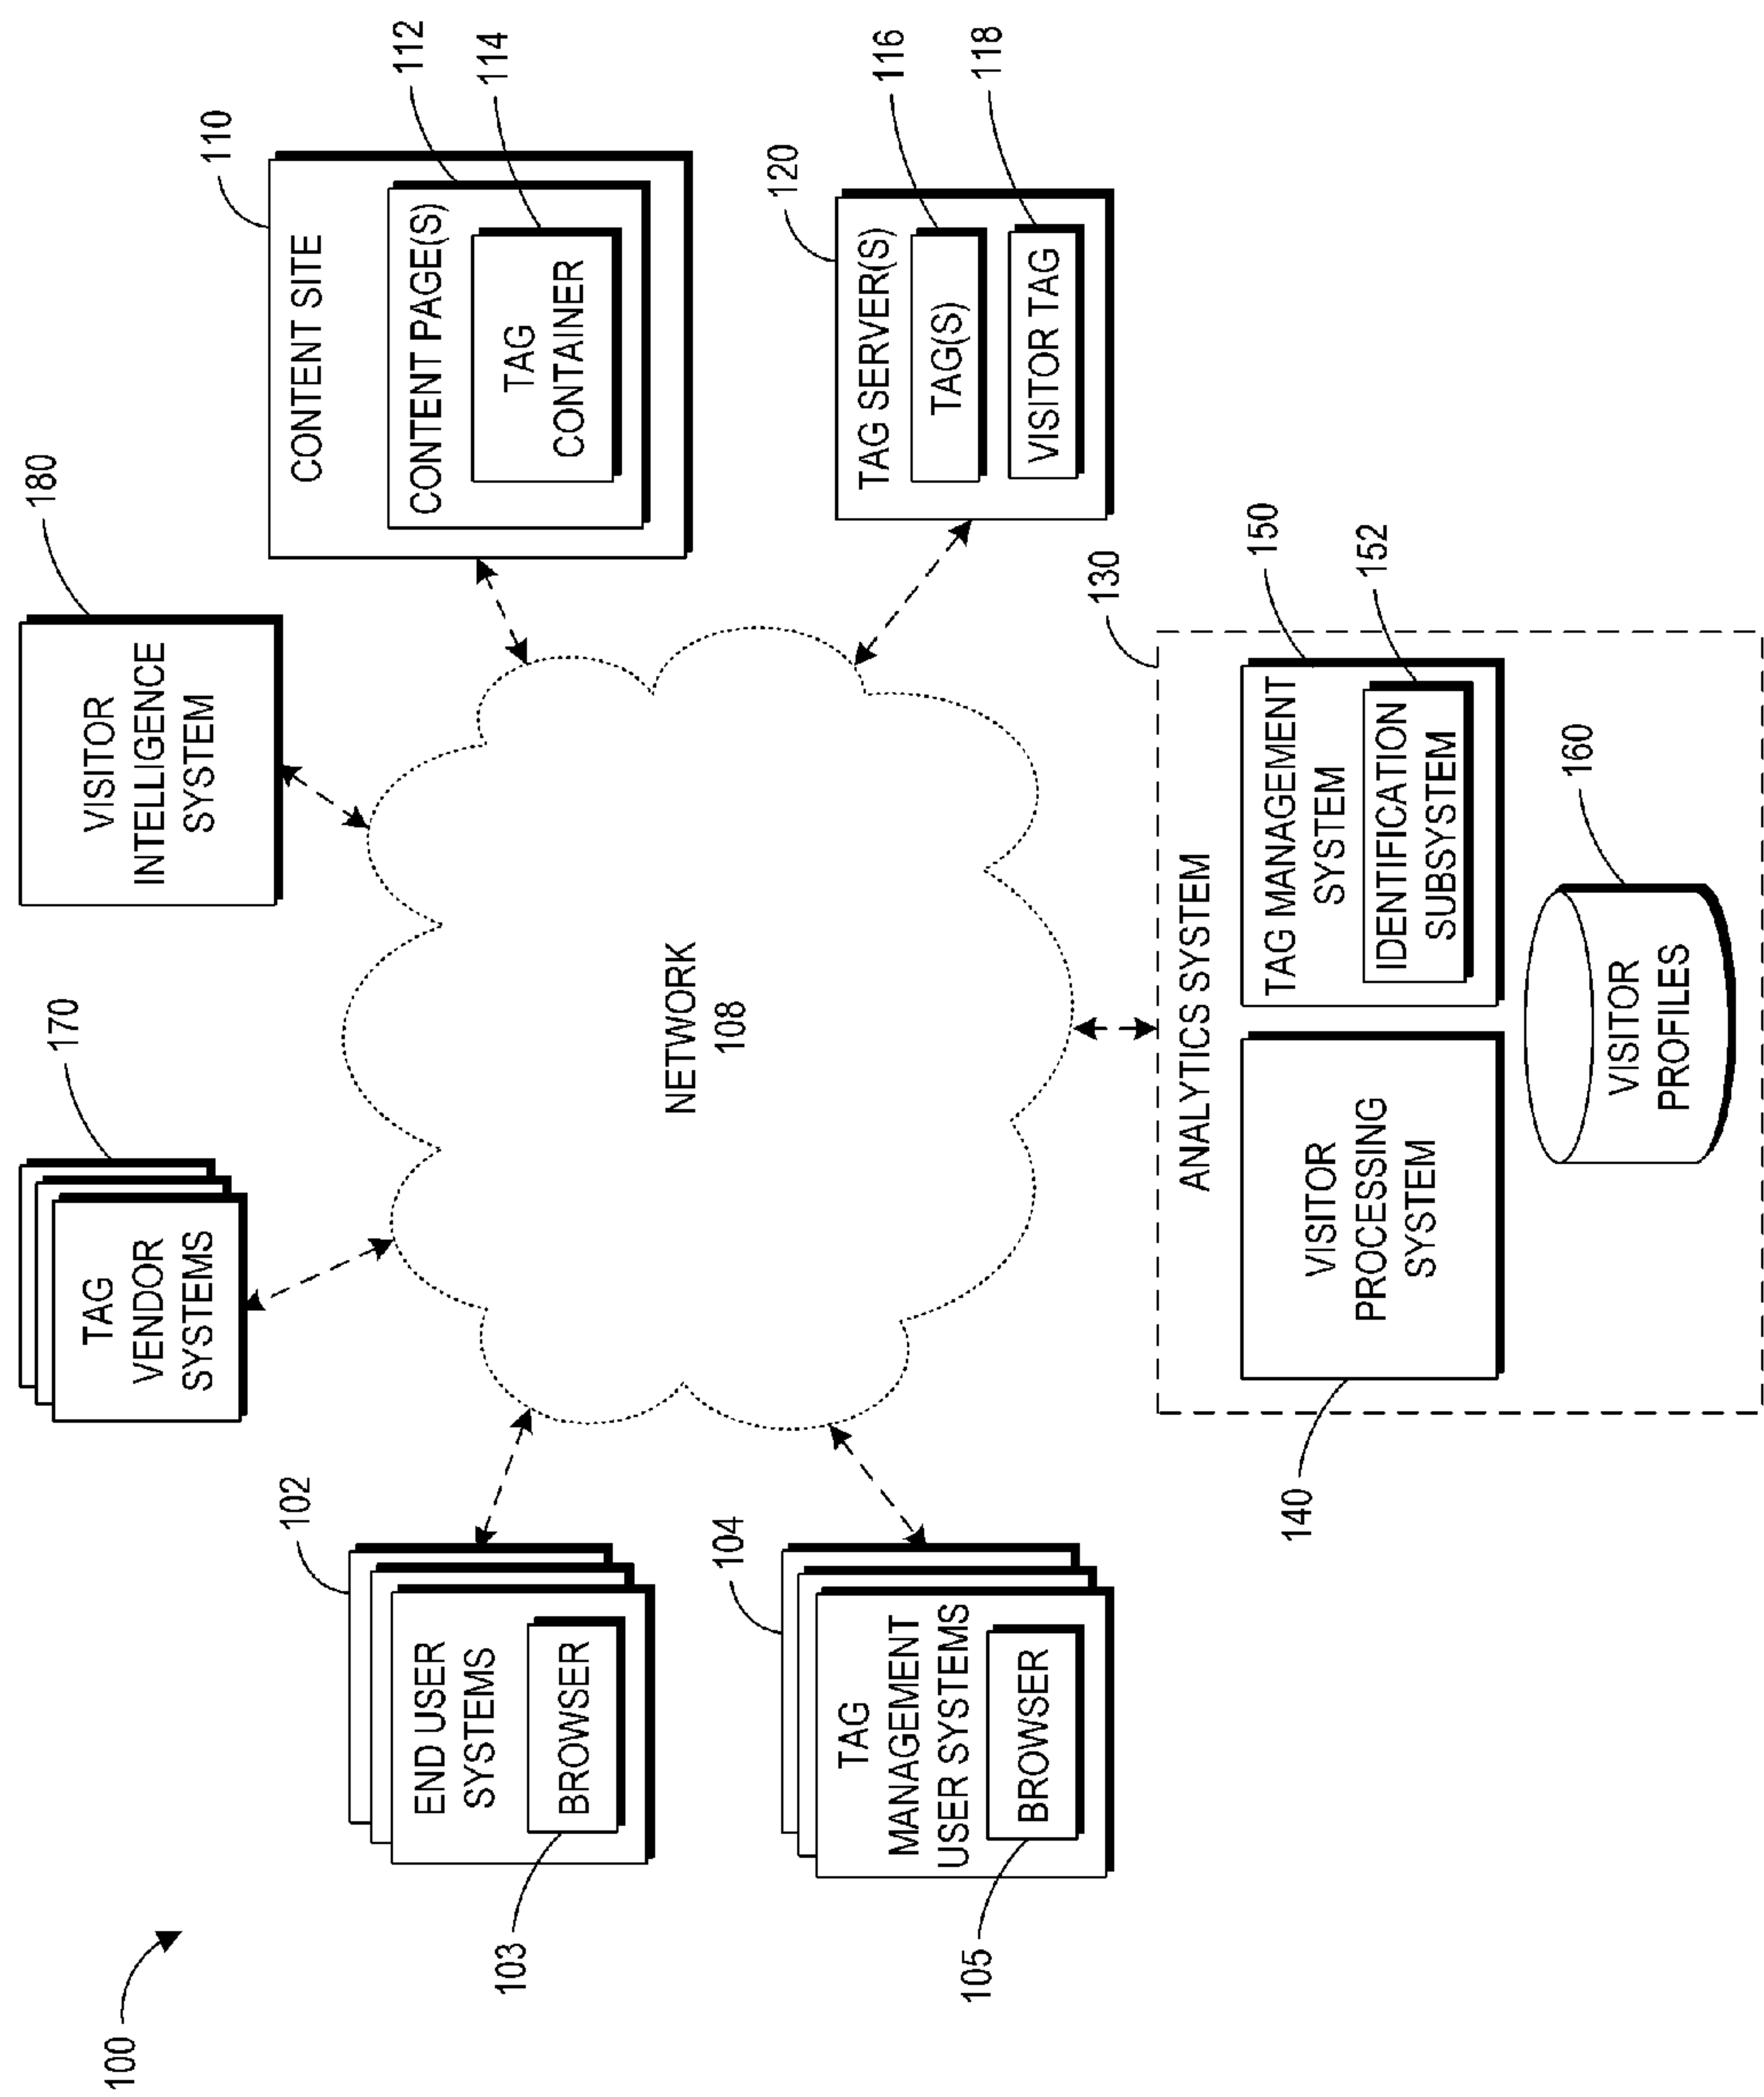 100
170
TAG
VENDOR
SYSTEMS
180
VISITOR
INTELLIGENCE
SYSTEM
102
END USER
SYSTEMS
BROWSER
103
110
CONTENT SITE
112
CONTENT PAGE(S)
114
TAG
CONTAINER
NETWORK
108
104
TAG
MANAGEMENT
USER SYSTEMS
BROWSER
105
120
TAG SERVER(S)
116
TAG(S)
118
VISITOR TAG
130
ANALYTICS SYSTEM
140
VISITOR
PROCESSING
SYSTEM
150
TAG MANAGEMENT
SYSTEM
152
IDENTIFICATION
SUBSYSTEM
160
VISITOR
PROFILES